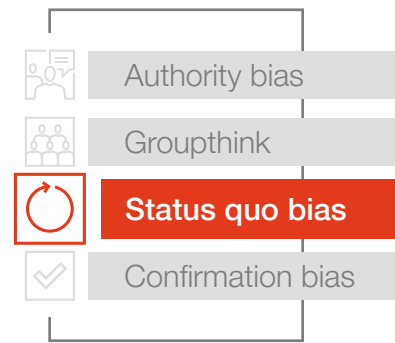 Authority bias
Groupthink
Status quo bias
Confirmation bias